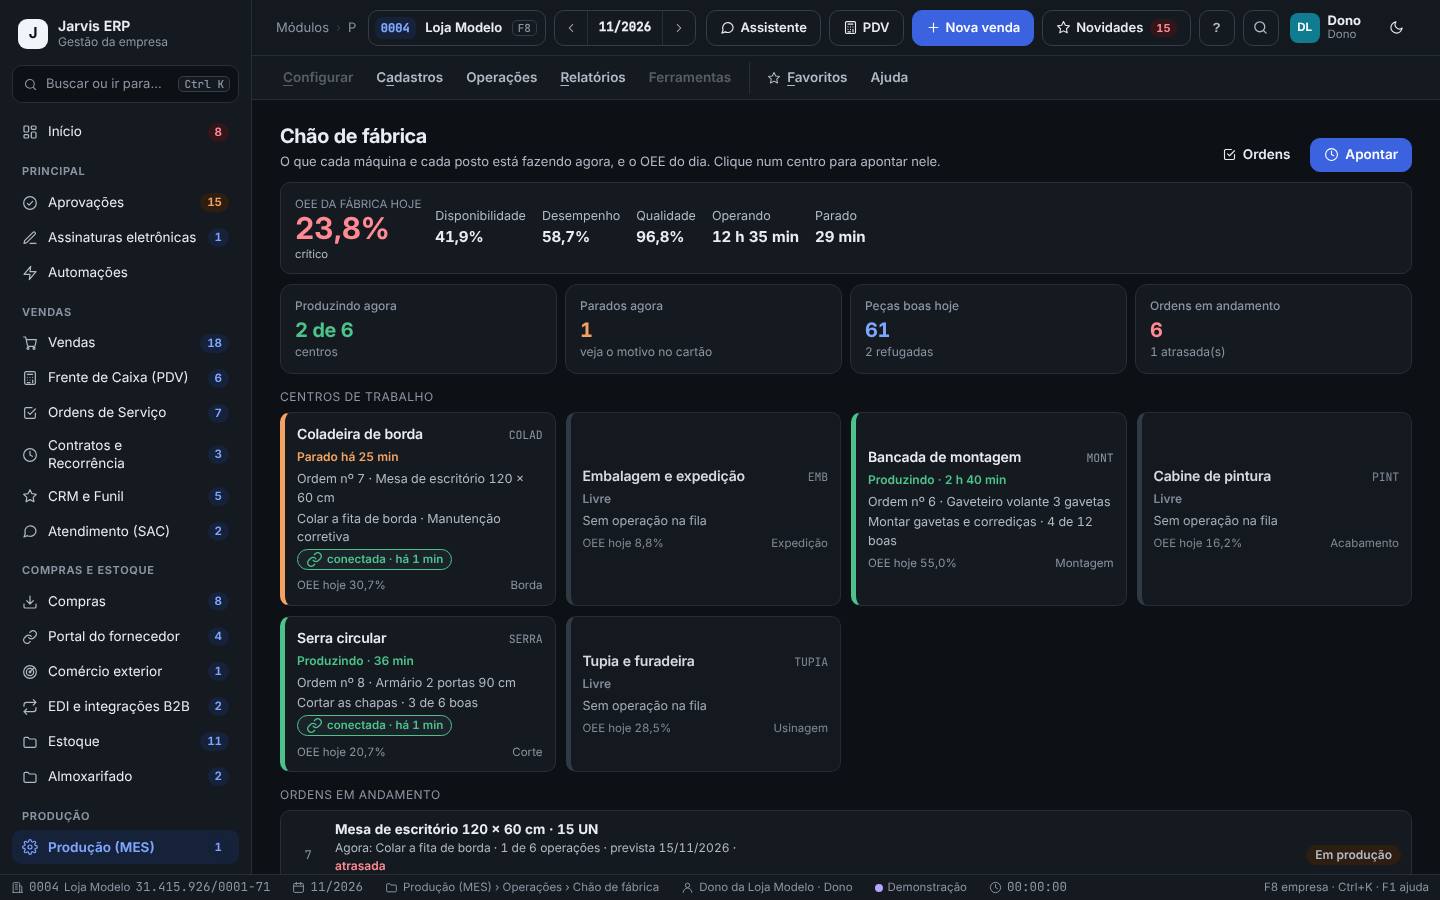 J
Jarvis ERP
Gestão da empresa
Buscar ou ir para... Ctrl K
Início 8
PRINCIPAL
Aprovações 15
Assinaturas eletrônicas 1
Automações
VENDAS
Vendas 18
Frente de Caixa (PDV) 6
Ordens de Serviço 7
Contratos e
Recorrência 3
CRM e Funil 5
Atendimento (SAC) 2
COMPRAS E ESTOQUE
Compras 8
Portal do fornecedor 4
Comércio exterior 1
EDI e integrações B2B 2
Estoque 11
Almoxarifado 2
PRODUÇÃO
Produção (MES) 1
Módulos › P
0004 Loja Modelo F8
‹ 11/2026 ›
Assistente
PDV
Nova venda
Novidades 15
?
DL
Dono
Dono
Configurar Cadastros Operações Relatórios Ferramentas Favoritos Ajuda
Chão de fábrica
O que cada máquina e cada posto está fazendo agora, e o OEE do dia. Clique num centro para apontar nele.
Ordens
Apontar
OEE DA FÁBRICA HOJE
23,8%
crítico
Disponibilidade
41,9%
Desempenho
58,7%
Qualidade
96,8%
Operando
12 h 35 min
Parado
29 min
Produzindo agora
2 de 6
centros
Parados agora
1
veja o motivo no cartão
Peças boas hoje
61
2 refugadas
Ordens em andamento
6
1 atrasada(s)
CENTROS DE TRABALHO
Coladeira de borda COLAD
Parado há 25 min
Ordem nº 7 · Mesa de escritório 120 ×
60 cm
Colar a fita de borda · Manutenção
corretiva
conectada · há 1 min
OEE hoje 30,7% Borda
Embalagem e expedição EMB
Livre
Sem operação na fila
OEE hoje 8,8% Expedição
Bancada de montagem MONT
Produzindo · 2 h 40 min
Ordem nº 6 · Gaveteiro volante 3 gavetas
Montar gavetas e corrediças · 4 de 12
boas
OEE hoje 55,0% Montagem
Cabine de pintura PINT
Livre
Sem operação na fila
OEE hoje 16,2% Acabamento
Serra circular SERRA
Produzindo · 36 min
Ordem nº 8 · Armário 2 portas 90 cm
Cortar as chapas · 3 de 6 boas
conectada · há 1 min
OEE hoje 20,7% Corte
Tupia e furadeira TUPIA
Livre
Sem operação na fila
OEE hoje 28,5% Usinagem
ORDENS EM ANDAMENTO
7
Mesa de escritório 120 × 60 cm · 15 UN
Agora: Colar a fita de borda · 1 de 6 operações · prevista 15/11/2026 ·
atrasada
Em produção
0004 Loja Modelo 31.415.926/0001-71
11/2026
Produção (MES) › Operações › Chão de fábrica
Dono da Loja Modelo · Dono
Demonstração
00:00:00
F8 empresa · Ctrl+K · F1 ajuda